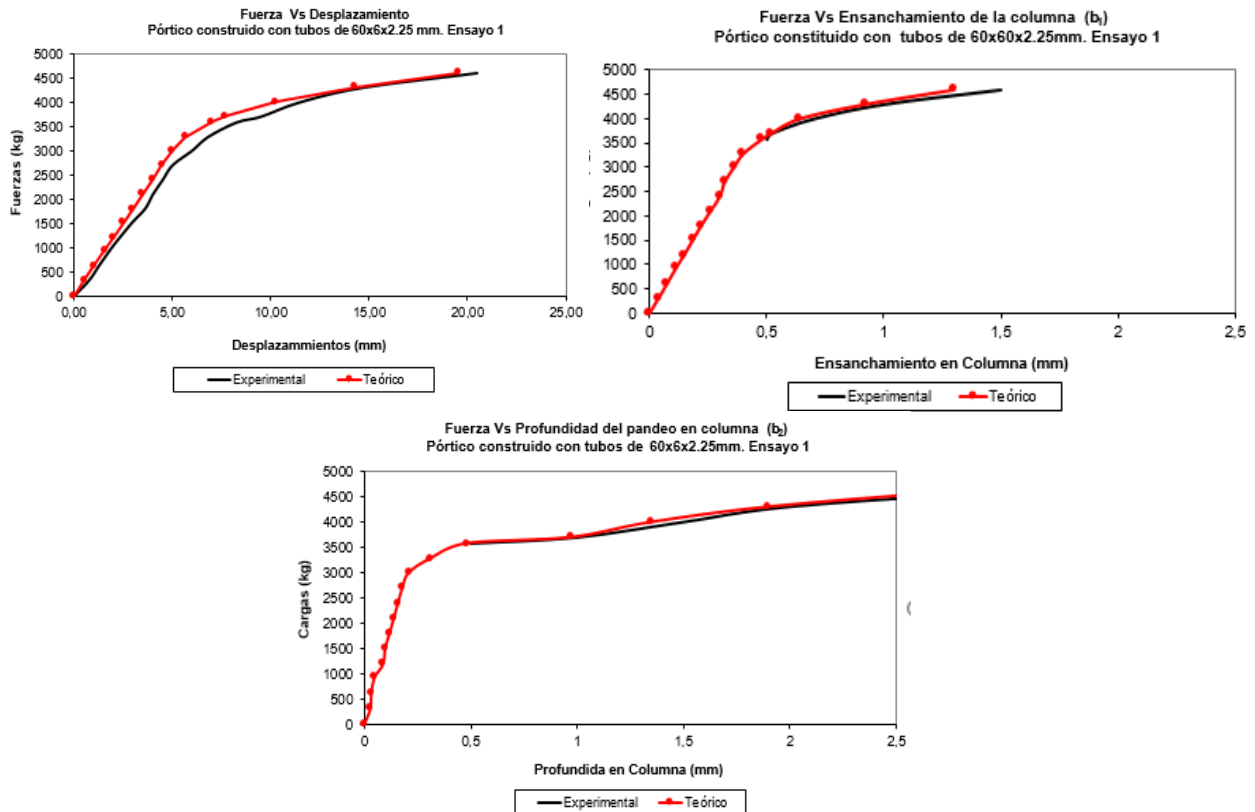 Fuerza Vs Desplazamiento
Pórtico construido con tubos de 60x6x2.25 mm. Ensayo 1
Fuerzas (kg)
5000
4500
4000
3500
3000
2500
2000
1500
1000
500
0
0,00 5,00 10,00 15,00 20,00 25,00
Desplazammientos (mm)
Experimental Teórico
Fuerza Vs Ensanchamiento de la columna (b₁)
Pórtico constituido con tubos de 60x60x2.25mm. Ensayo 1
5000
4500
4000
3500
3000
2500
2000
1500
1000
500
0
0 0,5 1 1,5 2 2,5
Ensanchamiento en Columna (mm)
Experimental Teórico
Fuerza Vs Profundidad del pandeo en columna (b₂)
Pórtico construido con tubos de 60x6x2.25mm. Ensayo 1
Cargas (kg)
5000
4500
4000
3500
3000
2500
2000
1500
1000
500
0
0 0,5 1 1,5 2 2,5
Profundida en Columna (mm)
Experimental Teórico